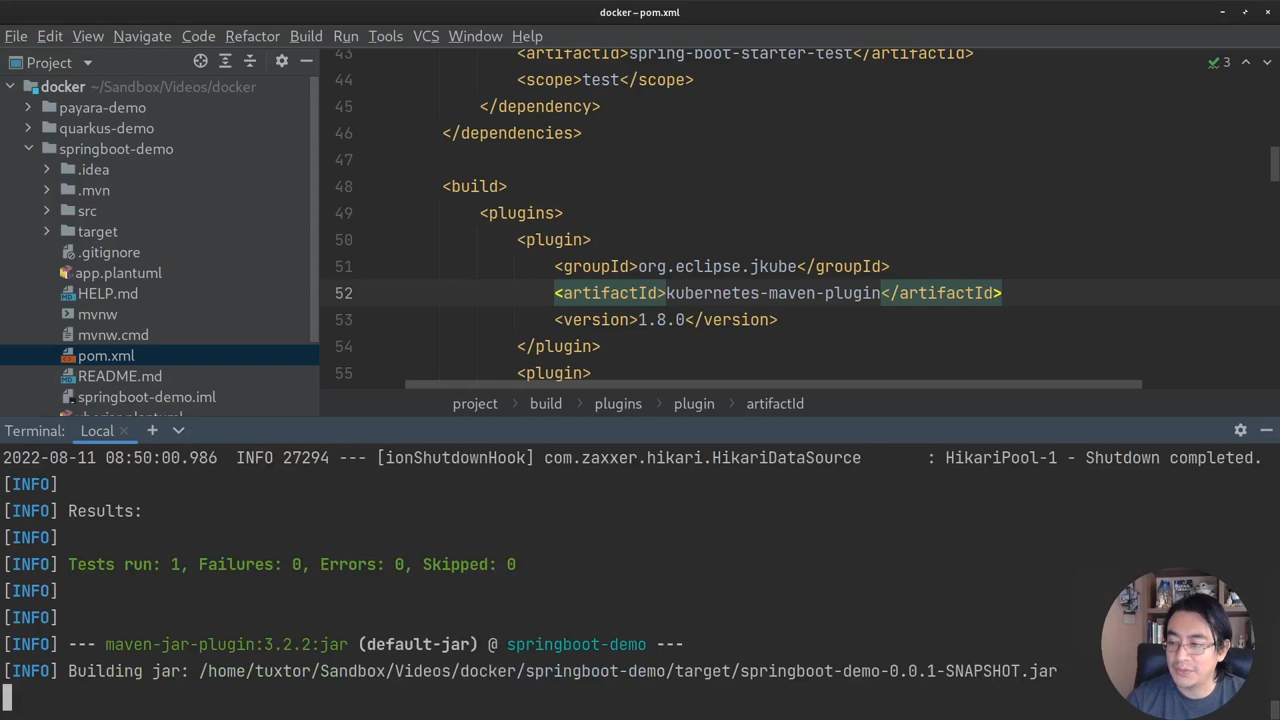 docker – pom.xml
File Edit View Navigate Code Refactor Build Run Tools VCS Window Help
Project
docker ~/Sandbox/Videos/docker
payara-demo
quarkus-demo
springboot-demo
.idea
.mvn
src
target
.gitignore
app.plantuml
HELP.md
mvnw
mvnw.cmd
pom.xml
README.md
springboot-demo.iml
43 <artifactId>spring-boot-starter-test</artifactId>
44 <scope>test</scope>
45 </dependency>
46 </dependencies>
47
48 <build>
49 <plugins>
50 <plugin>
51 <groupId>org.eclipse.jkube</groupId>
52 <artifactId>kubernetes-maven-plugin</artifactId>
53 <version>1.8.0</version>
54 </plugin>
55 <plugin>
3
project build plugins plugin artifactId
Terminal: Local
2022-08-11 08:50:00.986  INFO 27294 --- [ionShutdownHook] com.zaxxer.hikari.HikariDataSource       : HikariPool-1 - Shutdown completed.
[INFO]
[INFO] Results:
[INFO]
[INFO] Tests run: 1, Failures: 0, Errors: 0, Skipped: 0
[INFO]
[INFO]
[INFO] --- maven-jar-plugin:3.2.2:jar (default-jar) @ springboot-demo ---
[INFO] Building jar: /home/tuxtor/Sandbox/Videos/docker/springboot-demo/target/springboot-demo-0.0.1-SNAPSHOT.jar